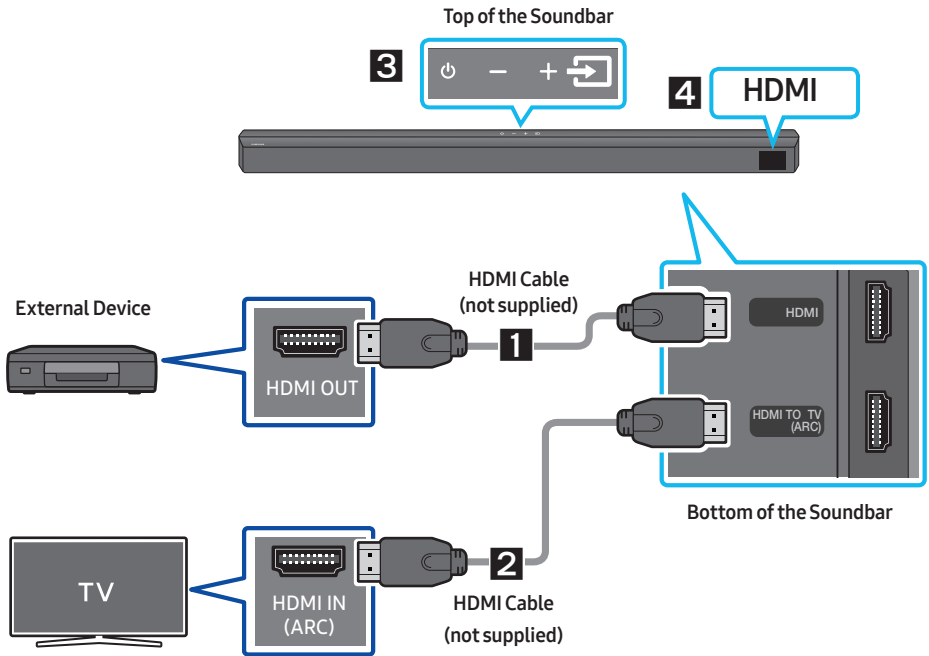 Top of the Soundbar
3
4
HDMI
HDMI Cable
(not supplied)
1
External Device
HDMI OUT
HDMI
HDMI TO TV
(ARC)
Bottom of the Soundbar
TV
HDMI IN
(ARC)
2
HDMI Cable
(not supplied)